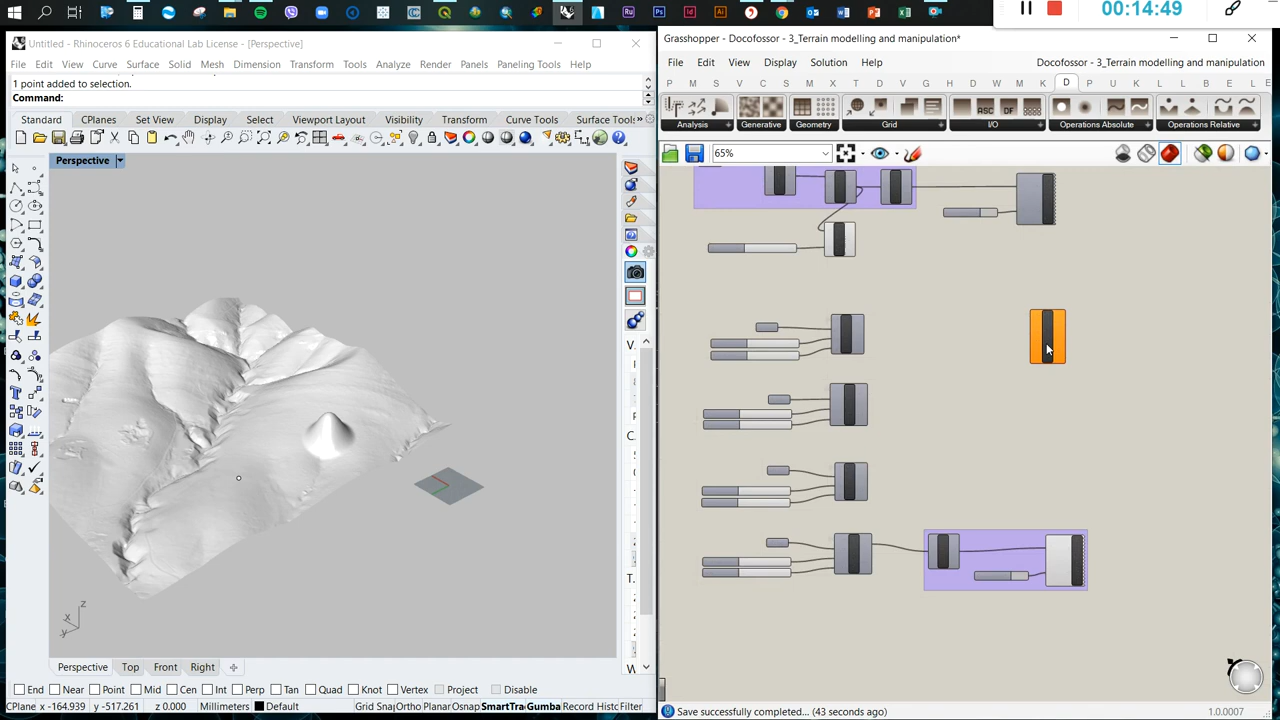 00:14:49
Untitled - Rhinoceros 6 Educational Lab License - [Perspective]
File Edit View Curve Surface Solid Mesh Dimension Transform Tools Analyze Render Panels Paneling Tools Help
1 point added to selection.
Command:
Standard CPlanes Set View Display Select Viewport Layout Visibility Transform Curve Tools Surface Tools
Perspective
z
x
y
Perspective Top Front Right
End Near Point Mid Cen Int Perp Tan Quad Knot Vertex Project Disable
CPlane x -164.939 y -517.261 z 0.000 Millimeters Default Grid Snap Ortho Planar Osnap SmartTra Gumba Record Histor Filter
Grasshopper - Docofossor - 3_Terrain modelling and manipulation*
File Edit View Display Solution Help
Docofossor - 3_Terrain modelling and manipulation
P M S V C S M I X T D W G H D M K D P L B E L E
Analysis Generative Geometry Grid I/O Operations Absolute Operations Relative
ASC DF
65%
Save successfully completed... (43 seconds ago)
1.0.0007